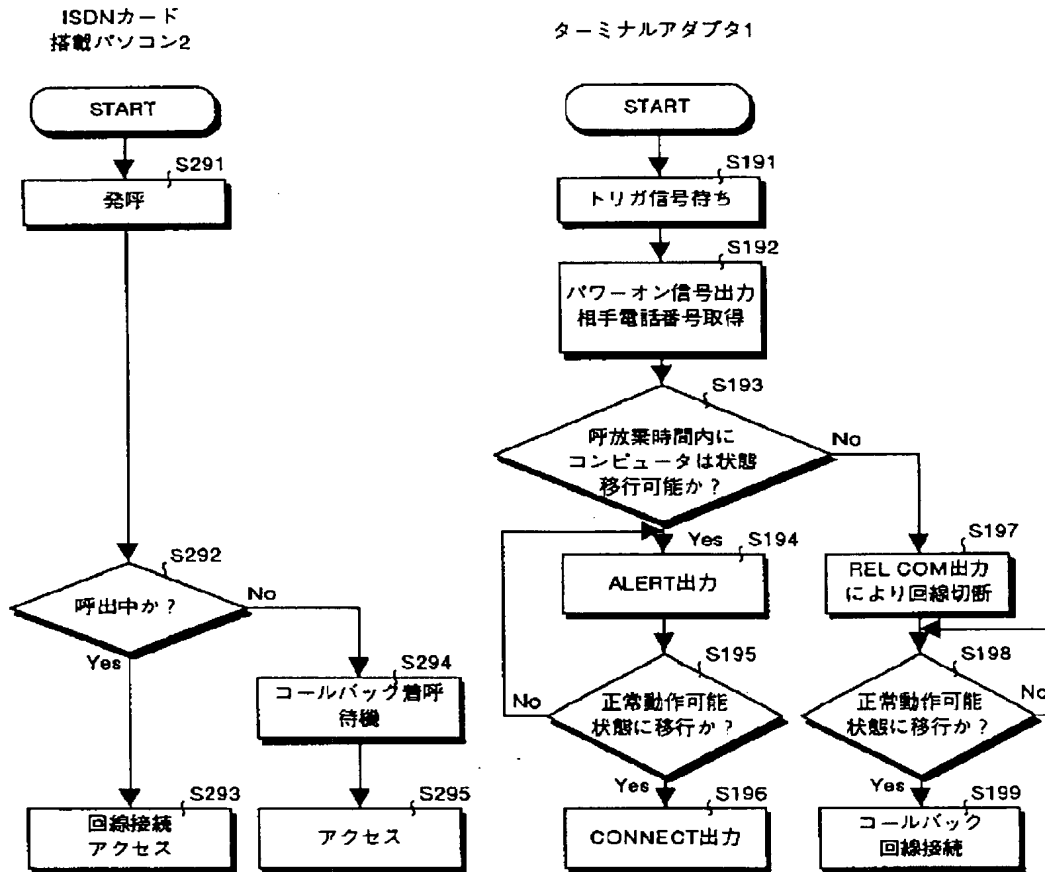 ISDNカード
搭載パソコン2
START
S291
発呼
S292
呼出中か？
No
Yes
S294
コールバック着呼
待機
S293
回線接続
アクセス
S295
アクセス
ターミナルアダプタ1
START
S191
トリガ信号待ち
S192
パワーオン信号出力
相手電話番号取得
S193
呼放棄時間内に
コンピュータは状態
移行可能か？
No
Yes
S194
ALERT出力
S197
REL COM出力
により回線切断
S195
正常動作可能
状態に移行か？
No
Yes
S198
正常動作可能
状態に移行か？
No
Yes
S196
CONNECT出力
S199
コールバック
回線接続